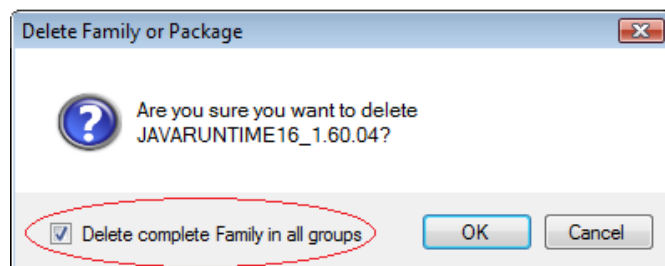 Delete Family or Package
Are you sure you want to delete
JAVARUNTIME16_1.60.04?
Delete complete Family in all groups
OK
Cancel